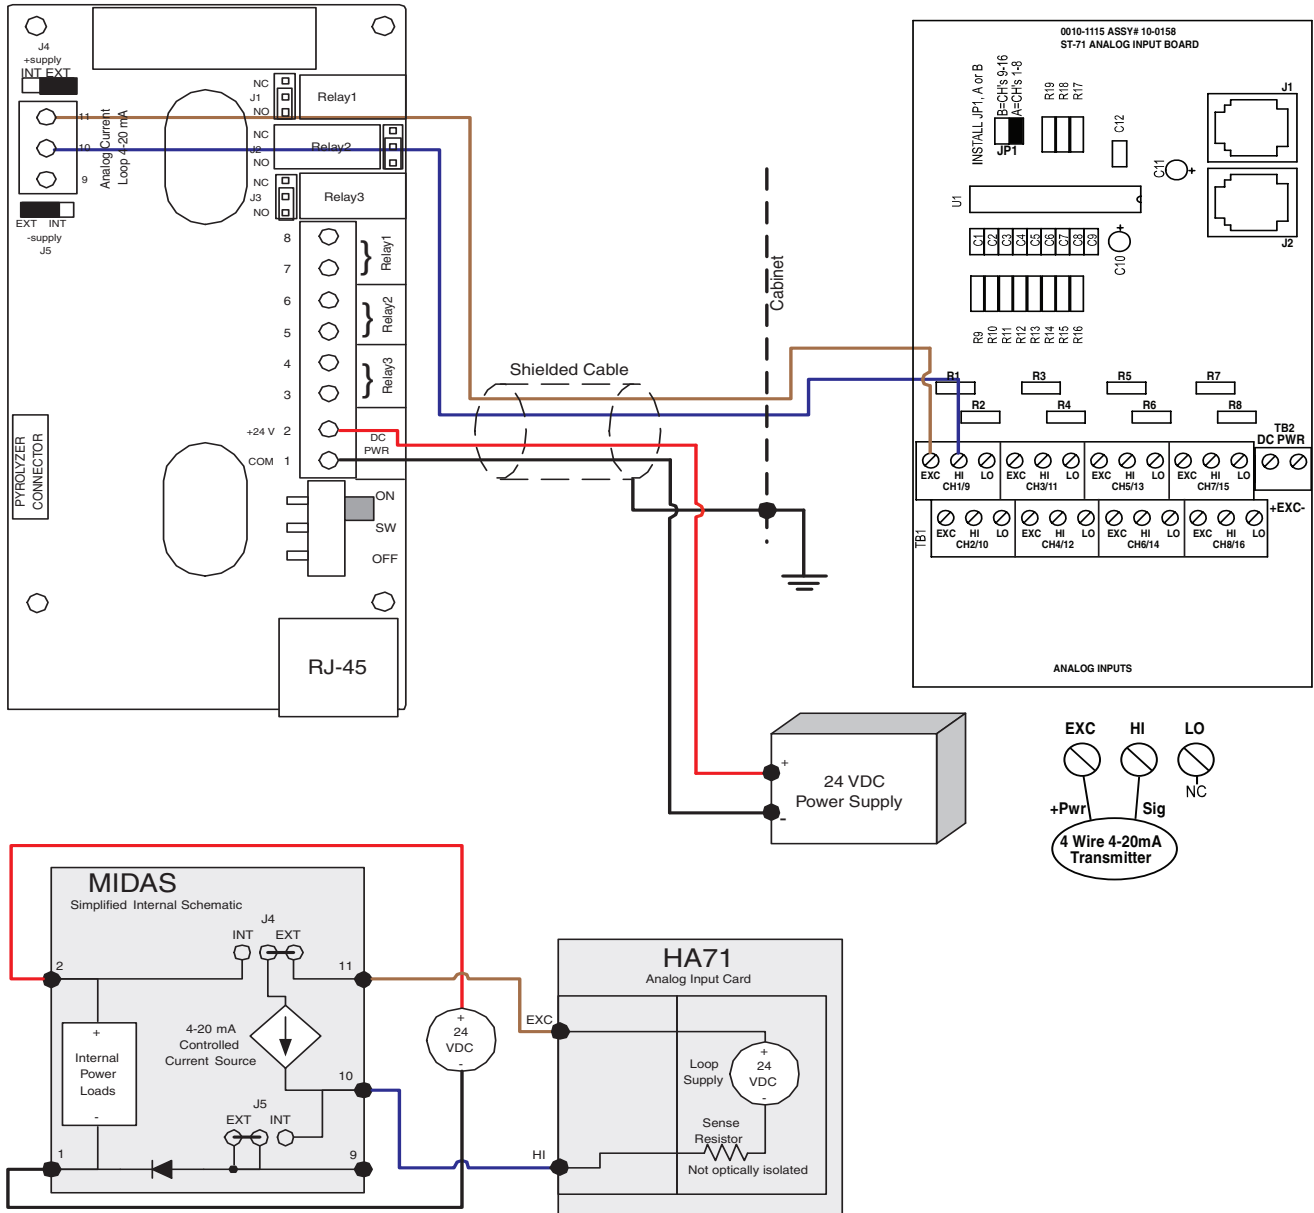 J4
+supply
INT EXT
11
10
9
Analog Current
Loop 4-20 mA
EXT INT
-supply
J5
NC
J1
NO
Relay1
NC
J2
NO
Relay2
NC
J3
NO
Relay3
8
7
Relay1
6
5
Relay2
4
3
Relay3
+24 V 2
COM 1
DC
PWR
PYROLYZER
CONNECTOR
ON
SW
OFF
RJ-45
Shielded Cable
Cabinet
0010-1115 ASSY# 10-0158
ST-71 ANALOG INPUT BOARD
INSTALL JP1, A or B
B=CH's 9-16
A=CH's 1-8
JP1
R19
R18
R17
C12
C11
+
J1
J2
U1
C1
C2
C3
C4
C5
C6
C7
C8
C9
+
C10
R9
R10
R11
R12
R13
R14
R15
R16
R1
R3
R5
R7
R2
R4
R6
R8
TB2
DC PWR
EXC HI LO
CH1/9
EXC HI LO
CH3/11
EXC HI LO
CH5/13
EXC HI LO
CH7/15
+EXC-
TB1
EXC HI LO
CH2/10
EXC HI LO
CH4/12
EXC HI LO
CH6/14
EXC HI LO
CH8/16
ANALOG INPUTS
+
24 VDC
Power Supply
-
EXC HI LO
NC
+Pwr
Sig
4 Wire 4-20mA
Transmitter
MIDAS
Simplified Internal Schematic
J4
INT EXT
2
11
+
Internal
Power
Loads
-
4-20 mA
Controlled
Current Source
10
J5
EXT INT
1
9
+
24
VDC
-
HA71
Analog Input Card
EXC
Loop
Supply
+
24
VDC
-
Sense
Resistor
HI
Not optically isolated